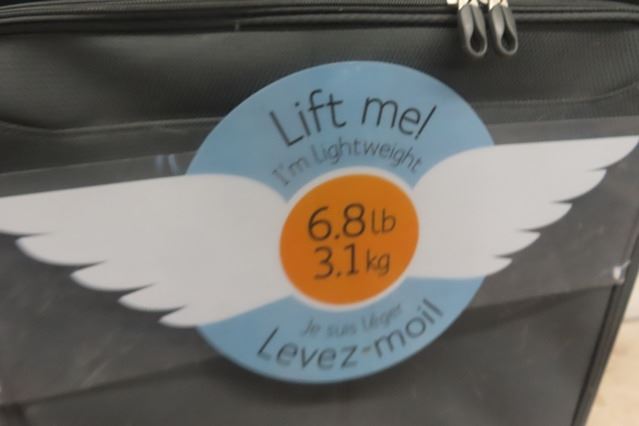 Lift me!
I'm Lightweight
6.8 lb
3.1 kg
Je suis Léger
Levez-moi!